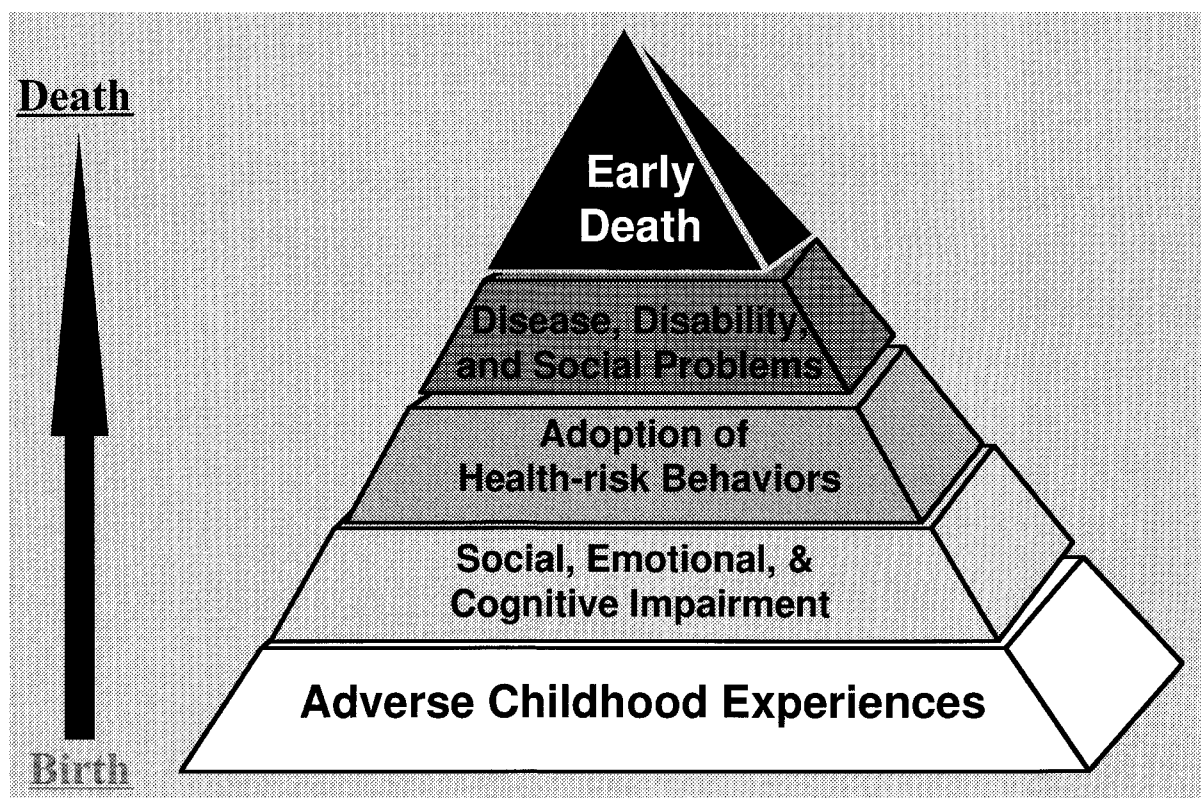 Death
Early
Death
Disease, Disability,
and Social Problems
Adoption of
Health-risk Behaviors
Social, Emotional, &
Cognitive Impairment
Adverse Childhood Experiences
Birth